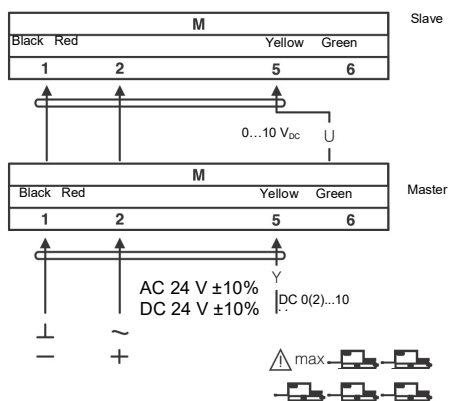 M
Slave
Black Red Yellow Green
1 2 5 6
0…10 V_DC U
M
Black Red Yellow Green
Master
1 2 5 6
Y
AC 24 V ±10%
DC 24 V ±10%
DC 0(2)...10
⊥ ~
− +
max